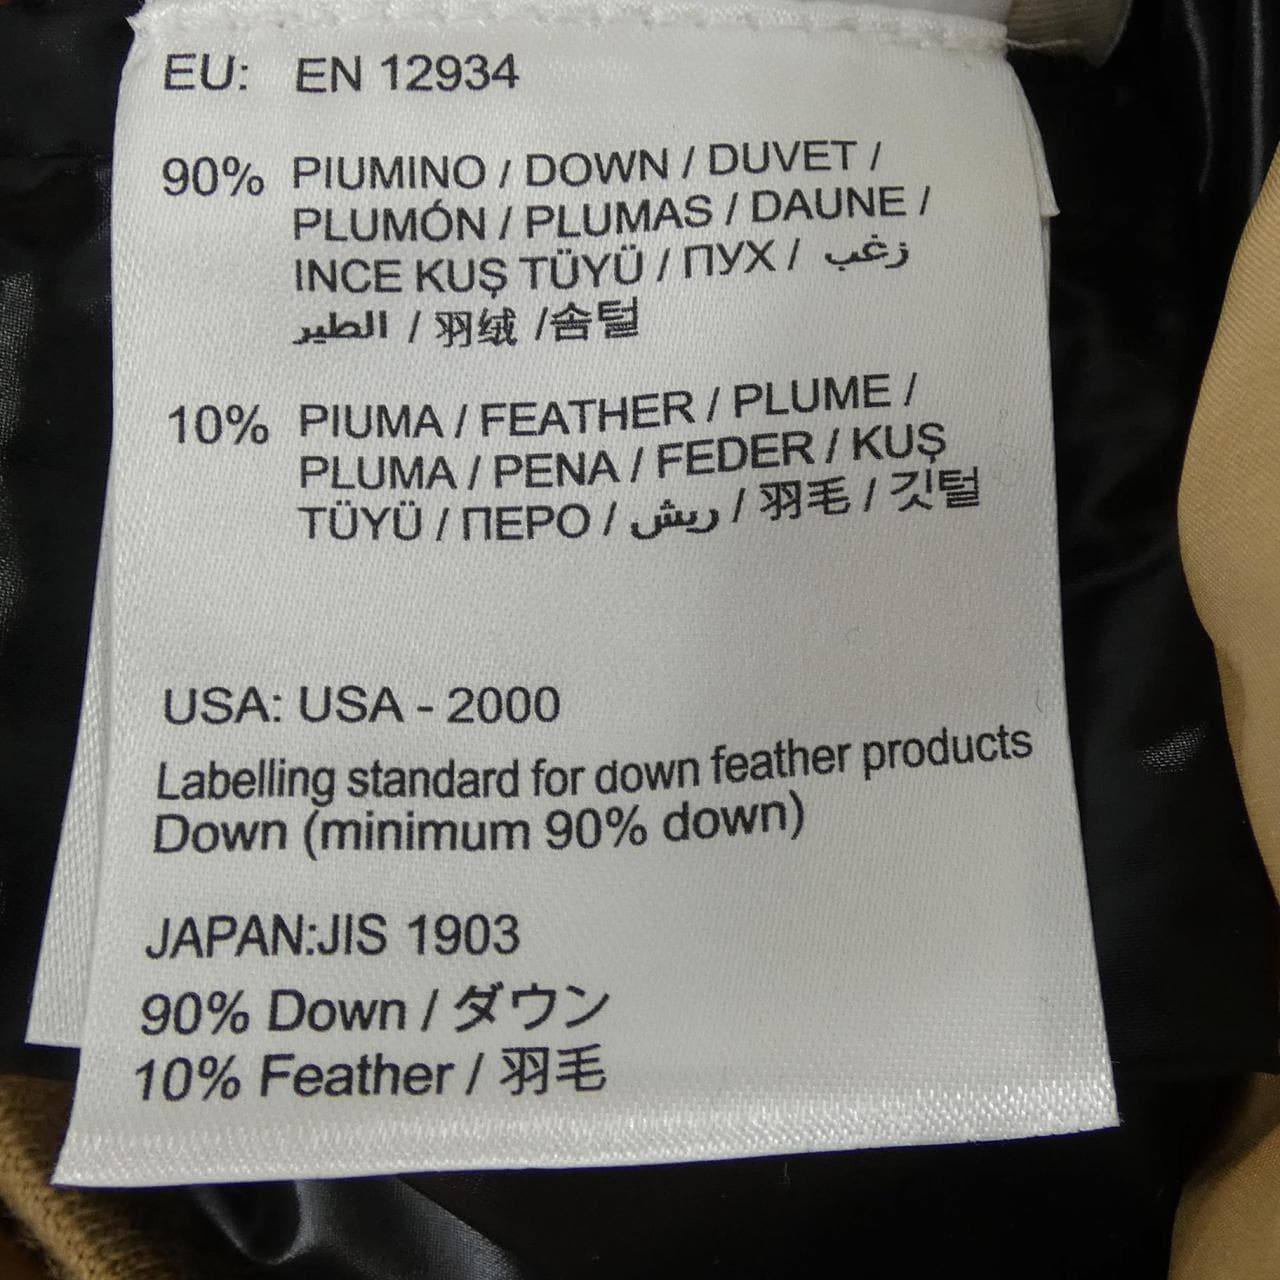 EU: EN 12934
90% PIUMINO / DOWN / DUVET /
PLUMÓN / PLUMAS / DAUNE /
INCE KUŞ TÜYÜ / ПУХ / زغب
الطير / 羽绒 /솜털
10% PIUMA / FEATHER / PLUME /
PLUMA / PENA / FEDER / KUŞ
TÜYÜ / ПЕРО / ريش / 羽毛 / 깃털
USA: USA - 2000
Labelling standard for down feather products
Down (minimum 90% down)
JAPAN:JIS 1903
90% Down / ダウン
10% Feather / 羽毛